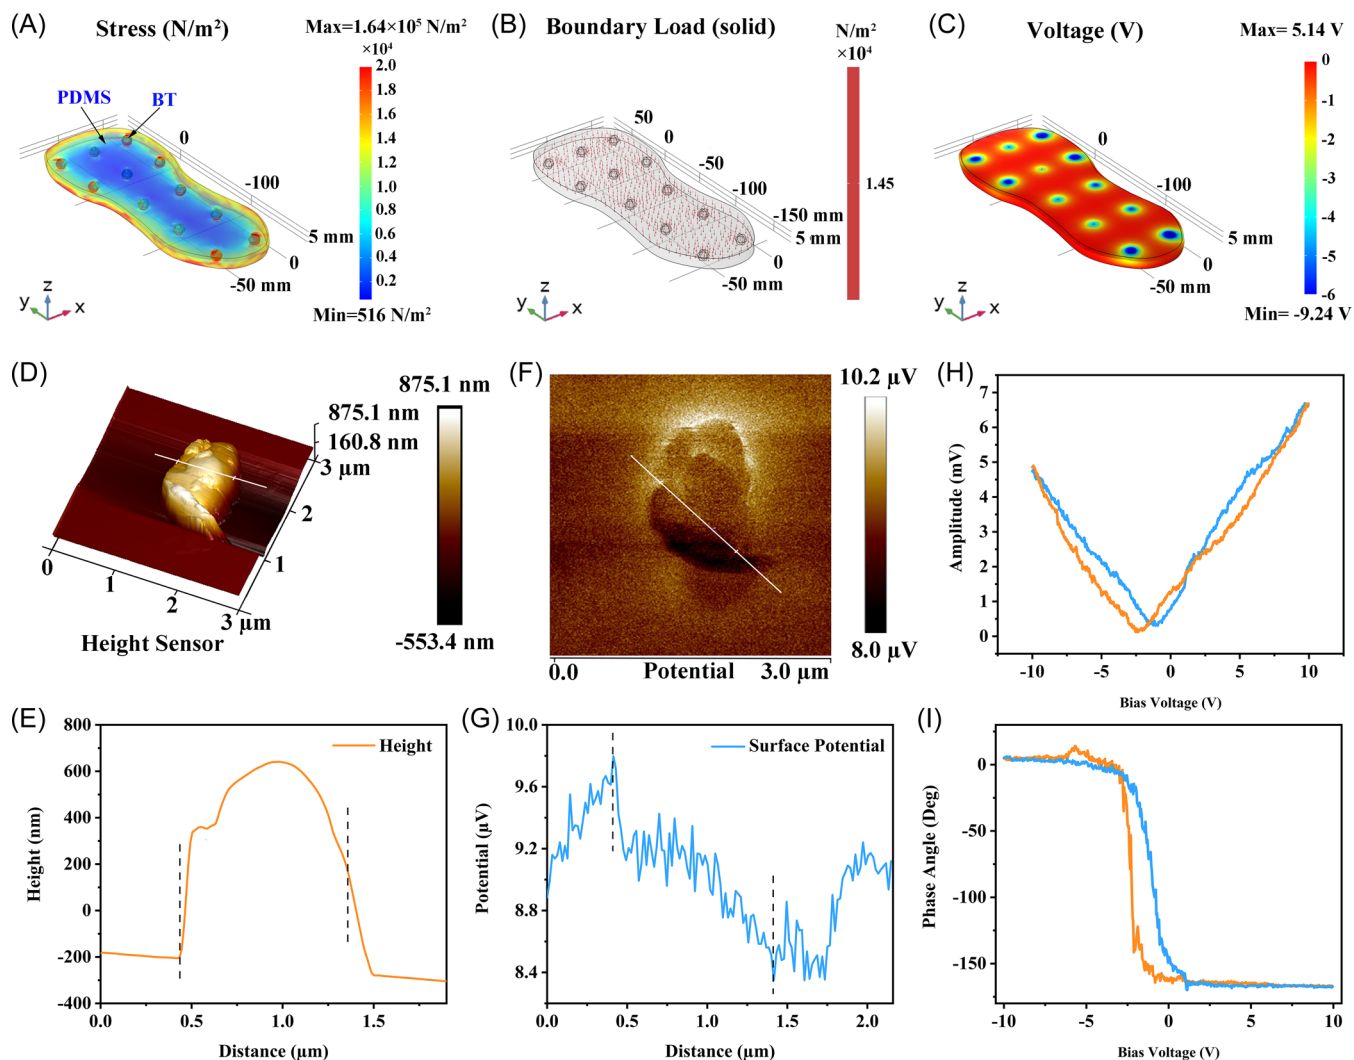 (A)
Stress (N/m²)
Max=1.64×10⁵ N/m²
×10⁴
2.0
1.8
1.6
1.4
1.2
1.0
0.8
0.6
0.4
0.2
0.1
PDMS
BT
0
-100
5 mm
0
-50 mm
z
y
x
Min=516 N/m²
(B)
Boundary Load (solid)
N/m²
×10⁴
1.45
50
0
-50
-100
-150 mm
5 mm
0
-50 mm
z
y
x
(C)
Voltage (V)
Max= 5.14 V
0
-1
-2
-3
-4
-5
-6
0
-100
5 mm
0
-50 mm
z
y
x
Min= -9.24 V
(D)
875.1 nm
875.1 nm
160.8 nm
3 μm
2
1
0
1
2
3 μm
-553.4 nm
Height Sensor
(F)
10.2 μV
8.0 μV
0.0
Potential
3.0 μm
(H)
Amplitude (mV)
7
6
5
4
3
2
1
0
-10
-5
0
5
10
Bias Voltage (V)
(E)
Height (nm)
800
600
400
200
0
-200
-400
Height
0.0
0.5
1.0
1.5
Distance (μm)
(G)
Potential (μV)
10.0
9.6
9.2
8.8
8.4
Surface Potential
0.0
0.5
1.0
1.5
2.0
Distance (μm)
(I)
Phase Angle (Deg)
0
-50
-100
-150
-10
-5
0
5
10
Bias Voltage (V)